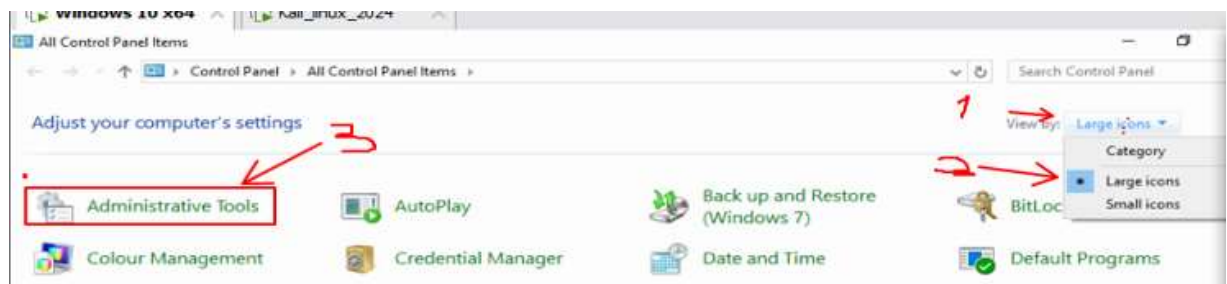 Windows 10 x64
Kali_linux_2024
All Control Panel Items
Control Panel
All Control Panel Items
Search Control Panel
1
Adjust your computer's settings
3
View by:
Large icons
Category
2
Large icons
Small icons
Administrative Tools
AutoPlay
Back up and Restore
(Windows 7)
BitLoc
Colour Management
Credential Manager
Date and Time
Default Programs